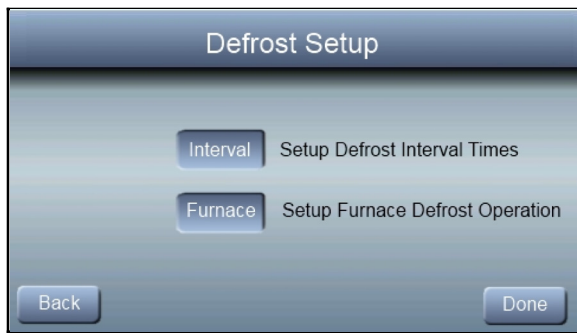 Defrost Setup
Interval Setup Defrost Interval Times
Furnace Setup Furnace Defrost Operation
Back Done